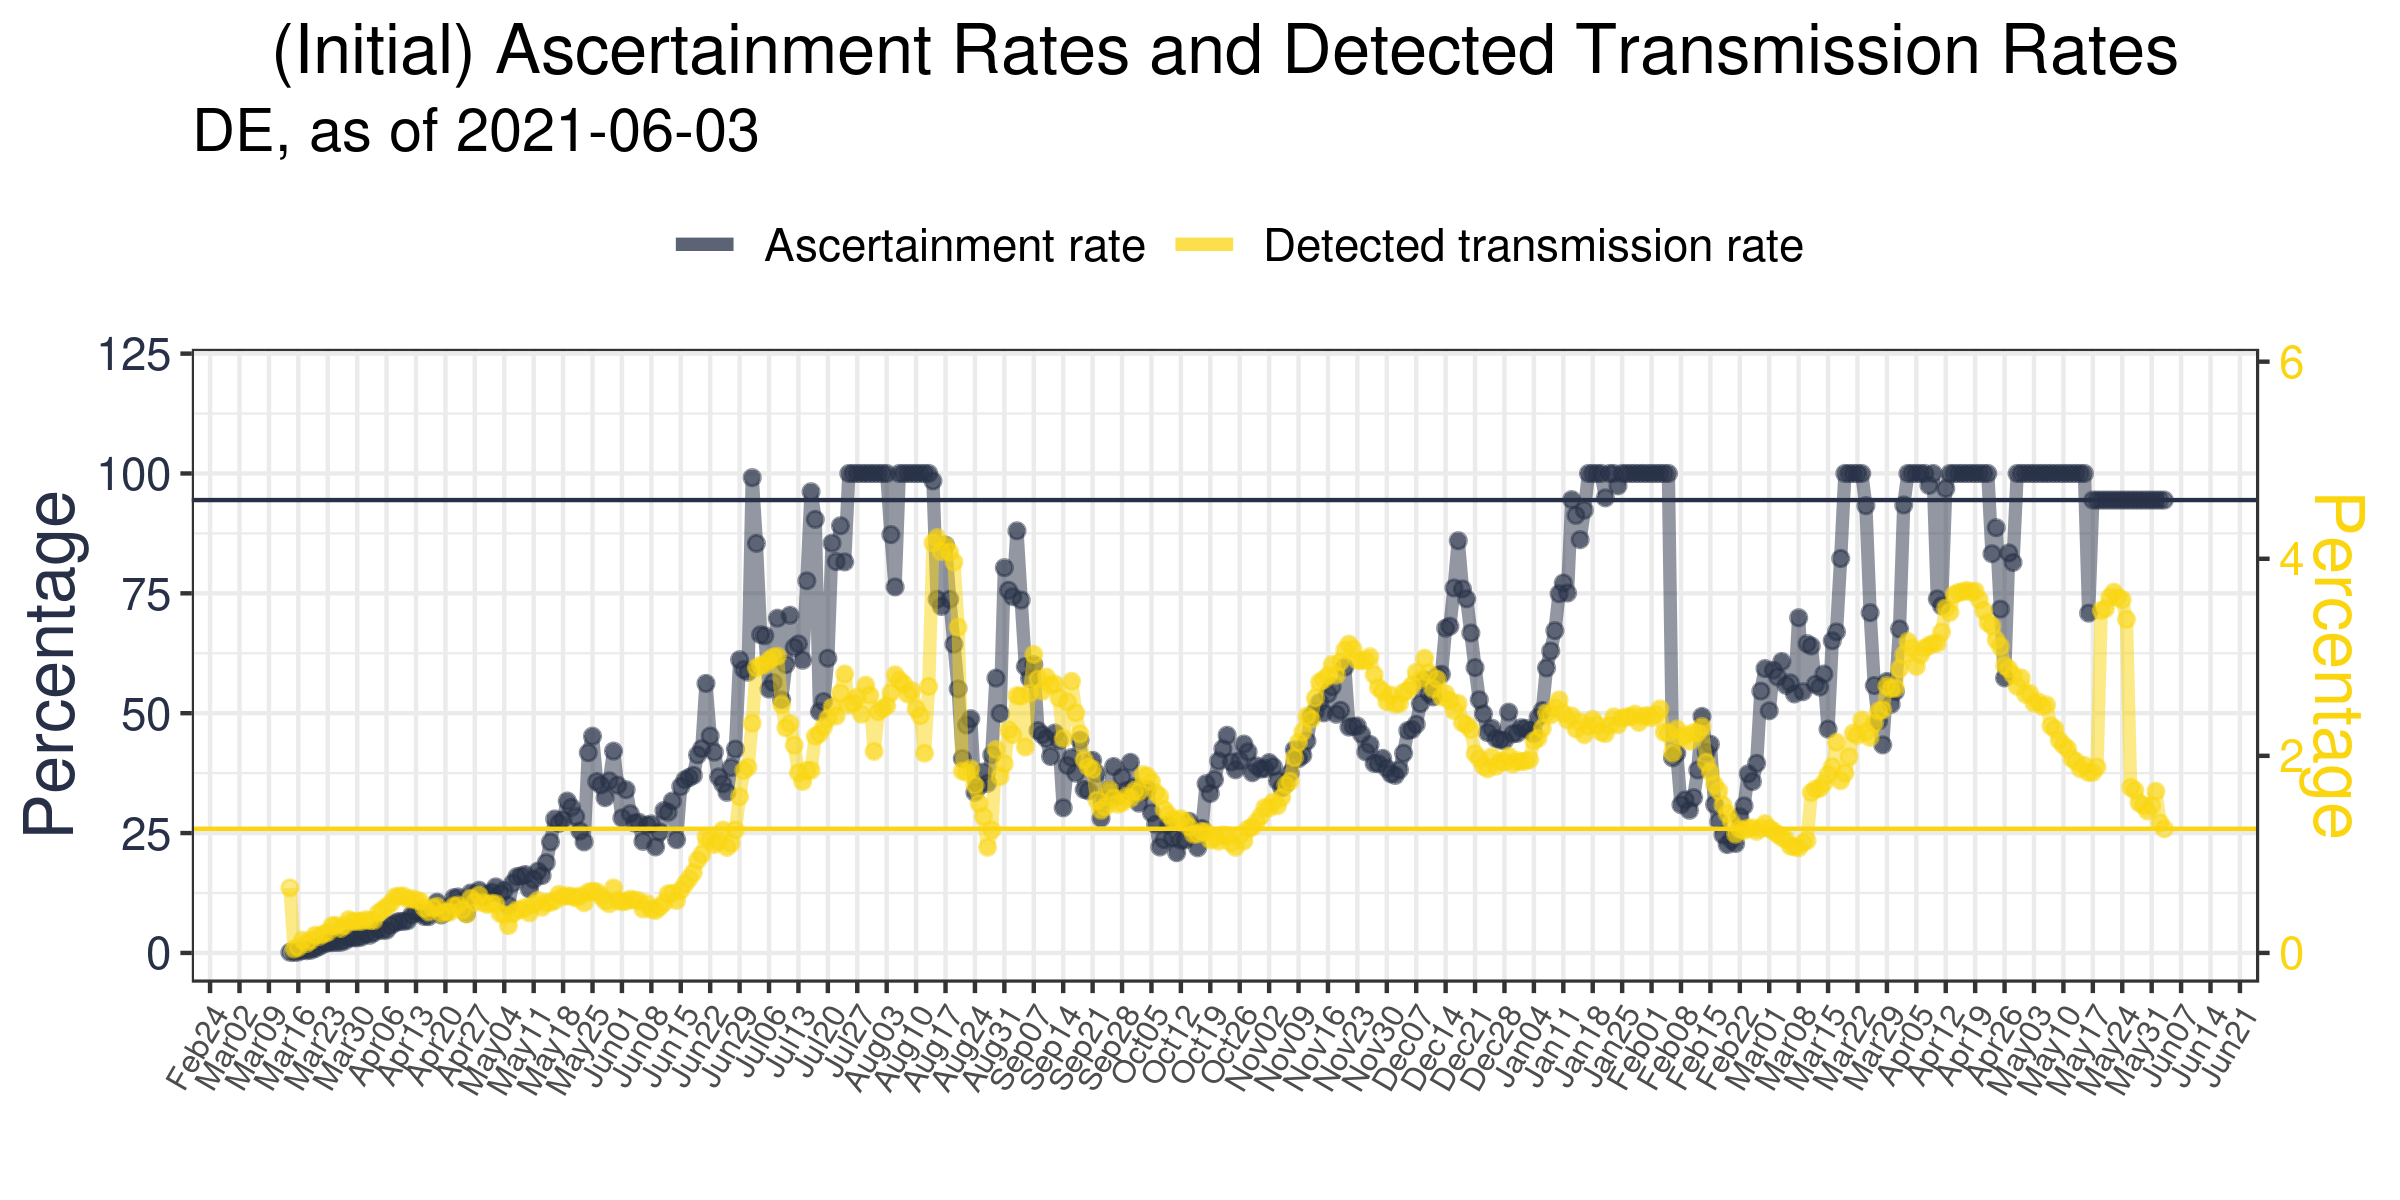 (Initial) Ascertainment Rates and Detected Transmission Rates
DE, as of 2021-06-03
Ascertainment rate Detected transmission rate
125
100
75
50
25
0
Percentage
6
4
2
0
Percentage
Feb24 Mar02 Mar09 Mar16 Mar23 Mar30 Apr06 Apr13 Apr20 Apr27 May04 May11 May18 May25 Jun01 Jun08 Jun15 Jun22 Jun29 Jul06 Jul13 Jul20 Jul27 Aug03 Aug10 Aug17 Aug24 Aug31 Sep07 Sep14 Sep21 Sep28 Oct05 Oct12 Oct19 Oct26 Nov02 Nov09 Nov16 Nov23 Nov30 Dec07 Dec14 Dec21 Dec28 Jan04 Jan11 Jan18 Jan25 Feb01 Feb08 Feb15 Feb22 Mar01 Mar08 Mar15 Mar22 Mar29 Apr05 Apr12 Apr19 Apr26 May03 May10 May17 May24 May31 Jun07 Jun14 Jun21